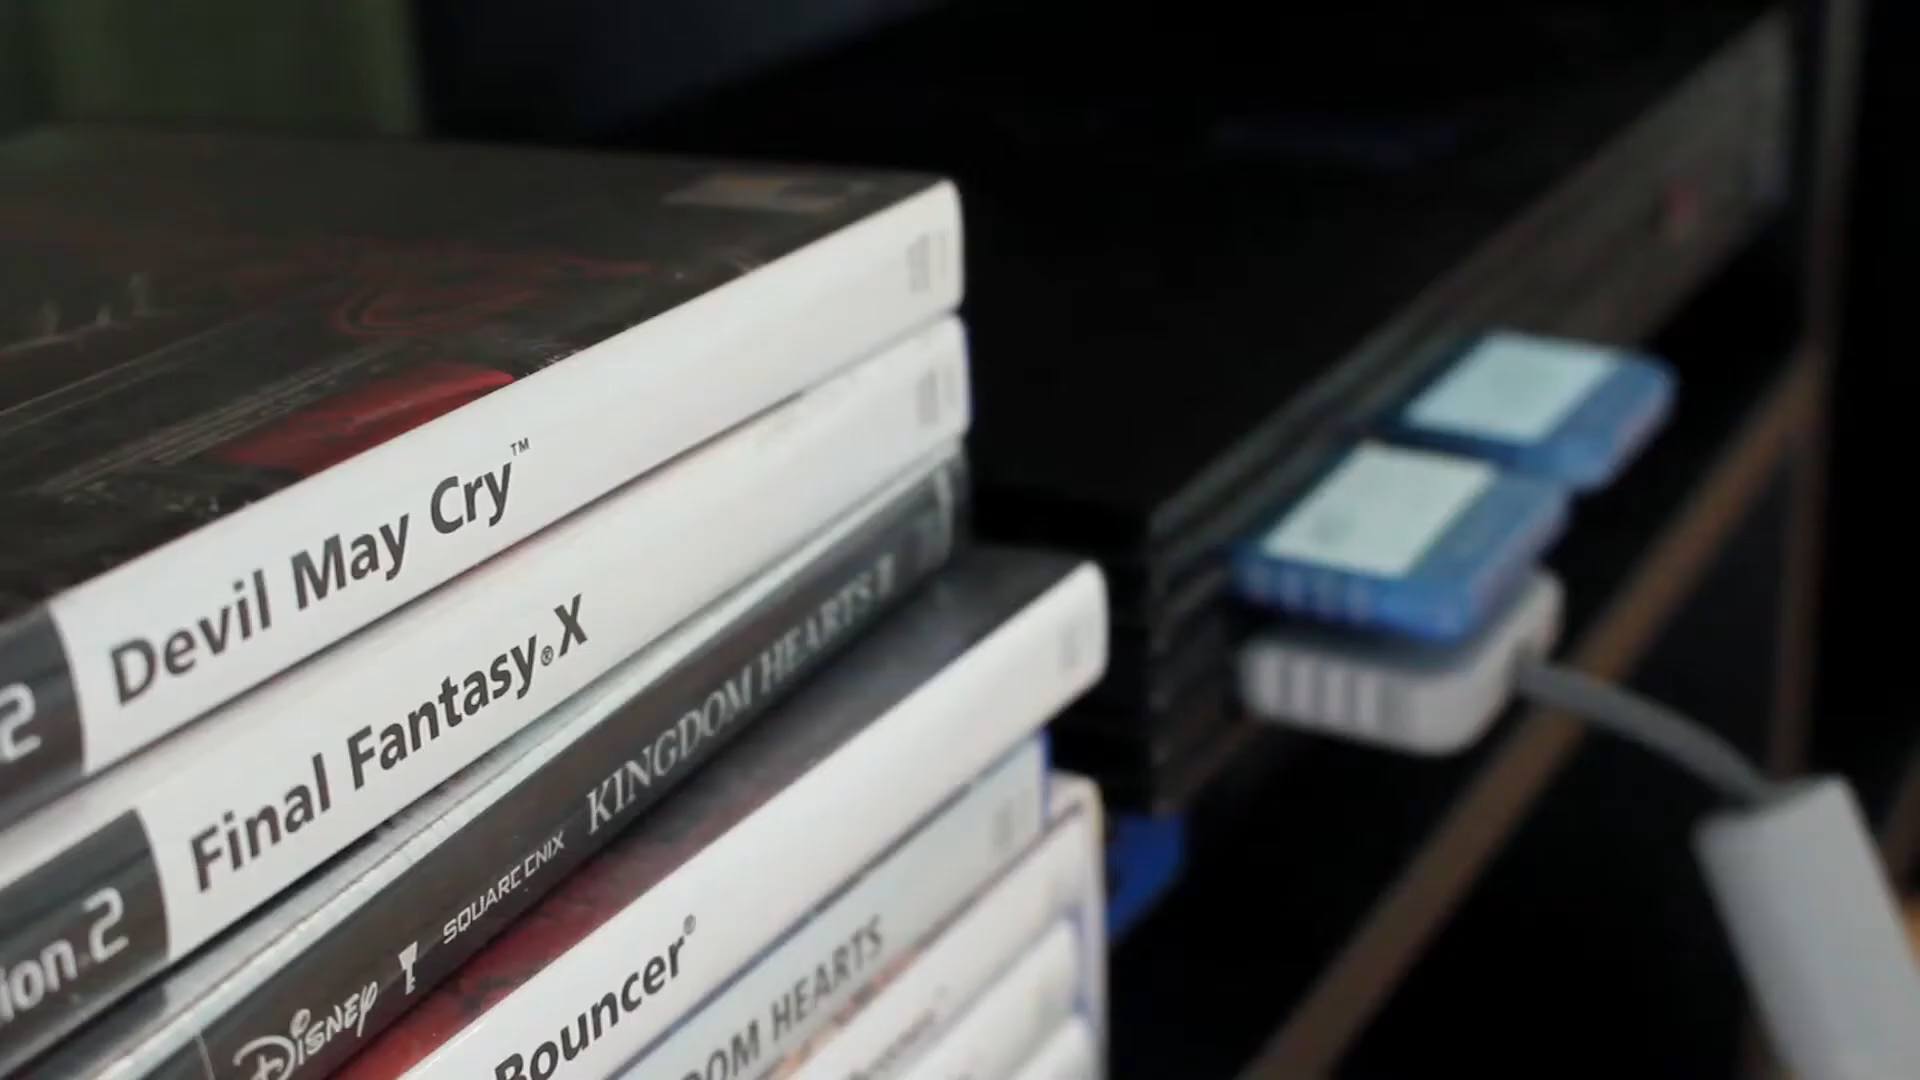 2 Devil May Cry™
ion 2 Final Fantasy® X
Disney SQUARE ENIX KINGDOM HEARTS II
Bouncer®
DOM HEARTS